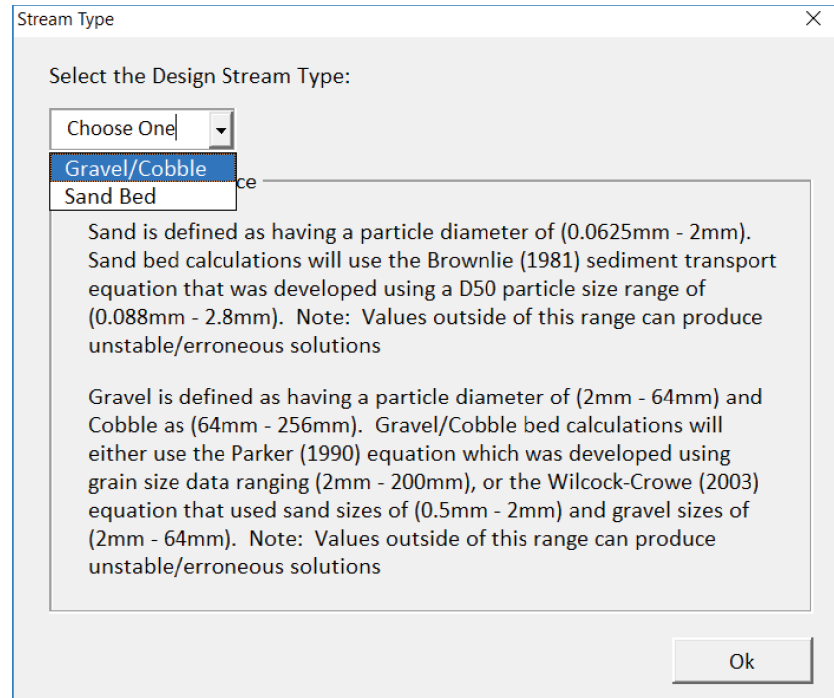 Stream Type
Select the Design Stream Type:
Choose One
Gravel/Cobble
Sand Bed
Sand is defined as having a particle diameter of (0.0625mm - 2mm).
Sand bed calculations will use the Brownlie (1981) sediment transport
equation that was developed using a D50 particle size range of
(0.088mm - 2.8mm).  Note:  Values outside of this range can produce
unstable/erroneous solutions
Gravel is defined as having a particle diameter of (2mm - 64mm) and
Cobble as (64mm - 256mm).  Gravel/Cobble bed calculations will
either use the Parker (1990) equation which was developed using
grain size data ranging (2mm - 200mm), or the Wilcock-Crowe (2003)
equation that used sand sizes of (0.5mm - 2mm) and gravel sizes of
(2mm - 64mm).  Note:  Values outside of this range can produce
unstable/erroneous solutions
Ok